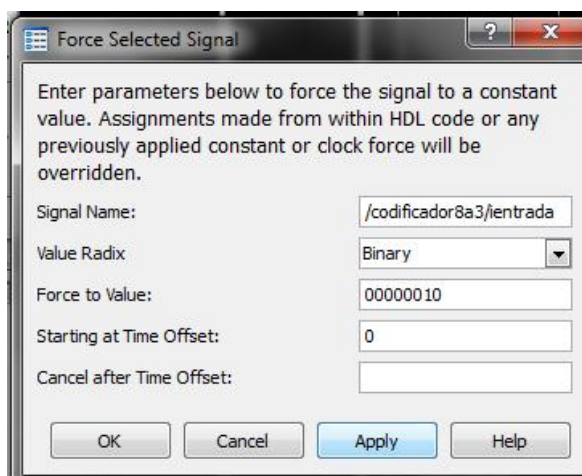 Force Selected Signal
?
X
Enter parameters below to force the signal to a constant
value. Assignments made from within HDL code or any
previously applied constant or clock force will be
overridden.
Signal Name: /codificador8a3/ientrada
Value Radix Binary
Force to Value: 00000010
Starting at Time Offset: 0
Cancel after Time Offset:
OK Cancel Apply Help